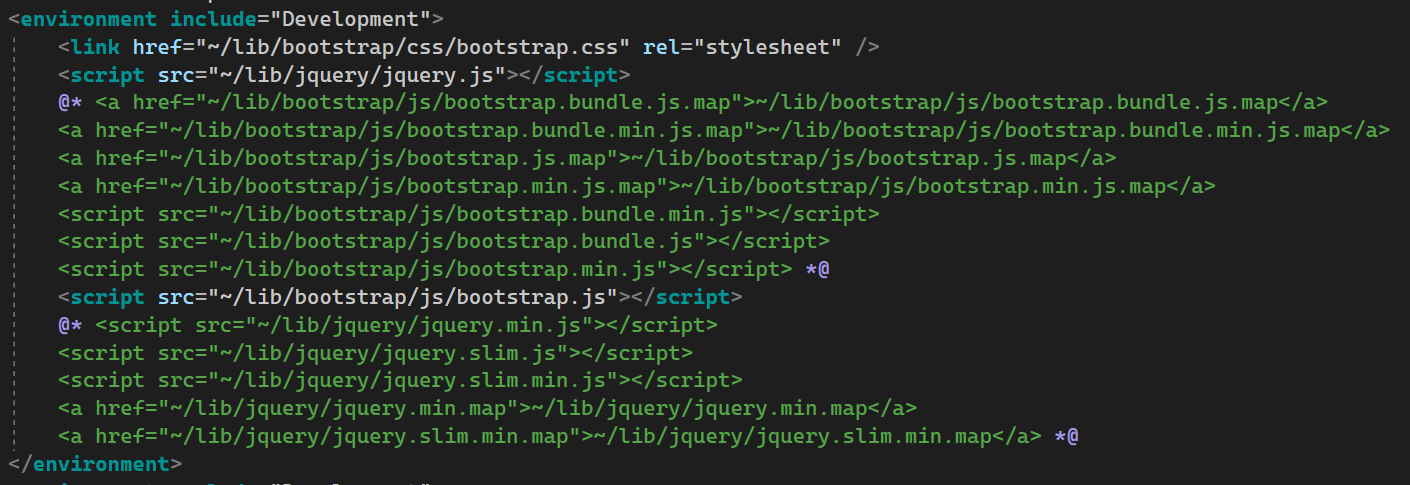 <environment include="Development">
<link href="~/lib/bootstrap/css/bootstrap.css" rel="stylesheet" />
<script src="~/lib/jquery/jquery.js"></script>
@* <a href="~/lib/bootstrap/js/bootstrap.bundle.js.map">~/lib/bootstrap/js/bootstrap.bundle.js.map</a>
<a href="~/lib/bootstrap/js/bootstrap.bundle.min.js.map">~/lib/bootstrap/js/bootstrap.bundle.min.js.map</a>
<a href="~/lib/bootstrap/js/bootstrap.js.map">~/lib/bootstrap/js/bootstrap.js.map</a>
<a href="~/lib/bootstrap/js/bootstrap.min.js.map">~/lib/bootstrap/js/bootstrap.min.js.map</a>
<script src="~/lib/bootstrap/js/bootstrap.bundle.min.js"></script>
<script src="~/lib/bootstrap/js/bootstrap.bundle.js"></script>
<script src="~/lib/bootstrap/js/bootstrap.min.js"></script> *@
<script src="~/lib/bootstrap/js/bootstrap.js"></script>
@* <script src="~/lib/jquery/jquery.min.js"></script>
<script src="~/lib/jquery/jquery.slim.js"></script>
<script src="~/lib/jquery/jquery.slim.min.js"></script>
<a href="~/lib/jquery/jquery.min.map">~/lib/jquery/jquery.min.map</a>
<a href="~/lib/jquery/jquery.slim.min.map">~/lib/jquery/jquery.slim.min.map</a> *@
</environment>